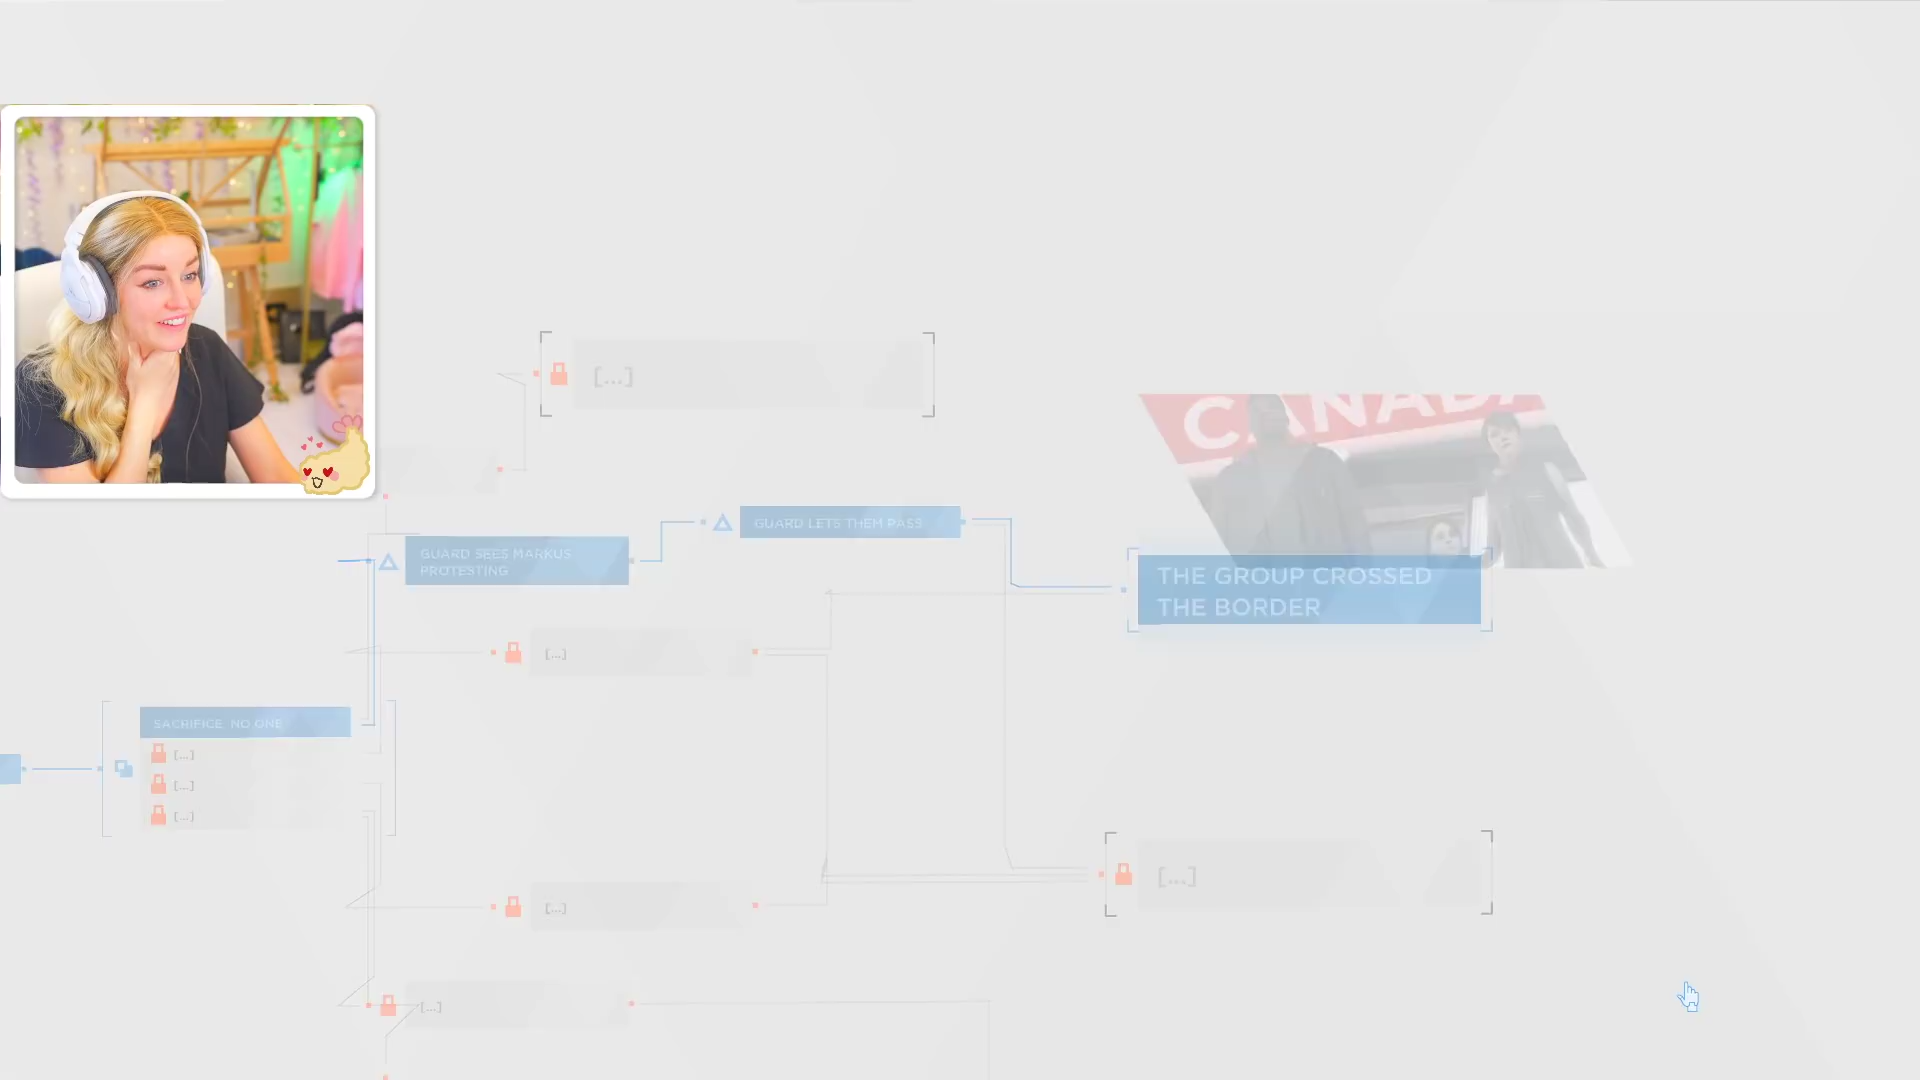 [...]
CANADA
GUARD LETS THEM PASS
GUARD SEES MARKUS
PROTESTING
THE GROUP CROSSED
THE BORDER
[...]
SACRIFICE NO ONE
[...]
[...]
[...]
[...]
[...]
[...]